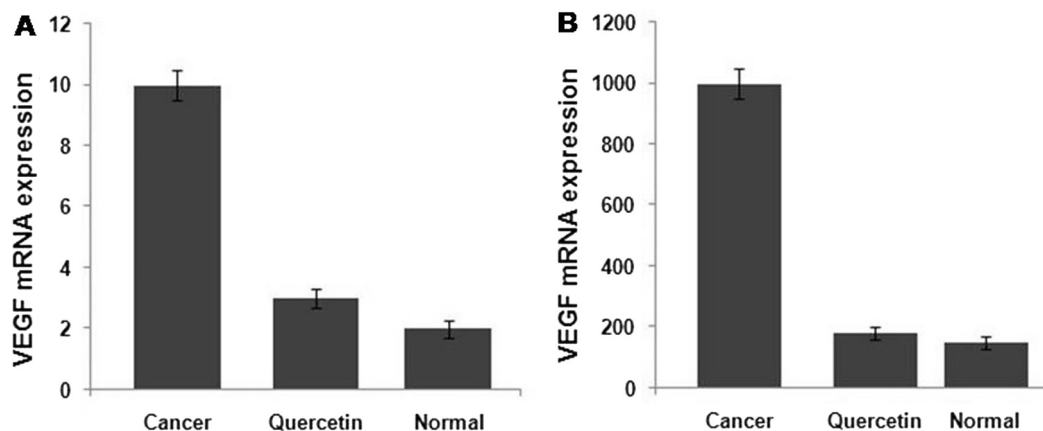 A
VEGF mRNA expression
12
10
8
6
4
2
0
Cancer Quercetin Normal
B
VEGF mRNA expression
1200
1000
800
600
400
200
0
Cancer Quercetin Normal